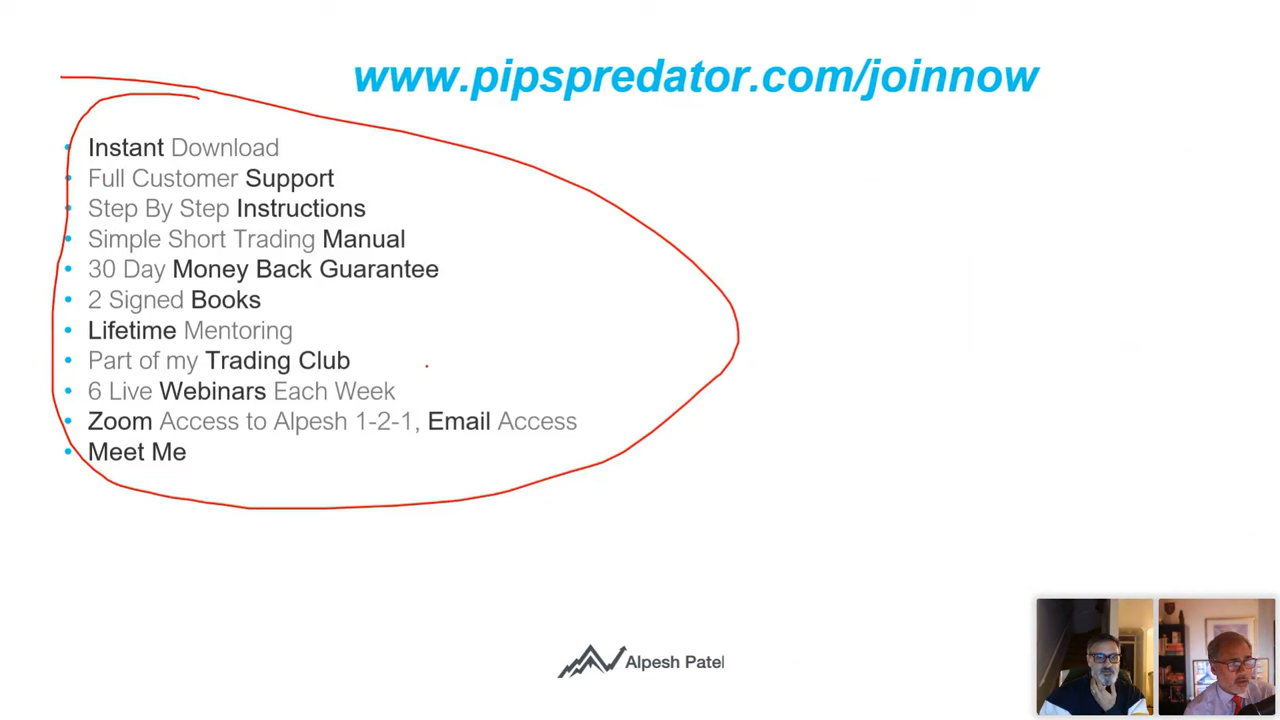 www.pipspredator.com/joinnow
Instant Download
Full Customer Support
Step By Step Instructions
Simple Short Trading Manual
30 Day Money Back Guarantee
2 Signed Books
Lifetime Mentoring
Part of my Trading Club
6 Live Webinars Each Week
Zoom Access to Alpesh 1-2-1, Email Access
Meet Me
Alpesh Patel